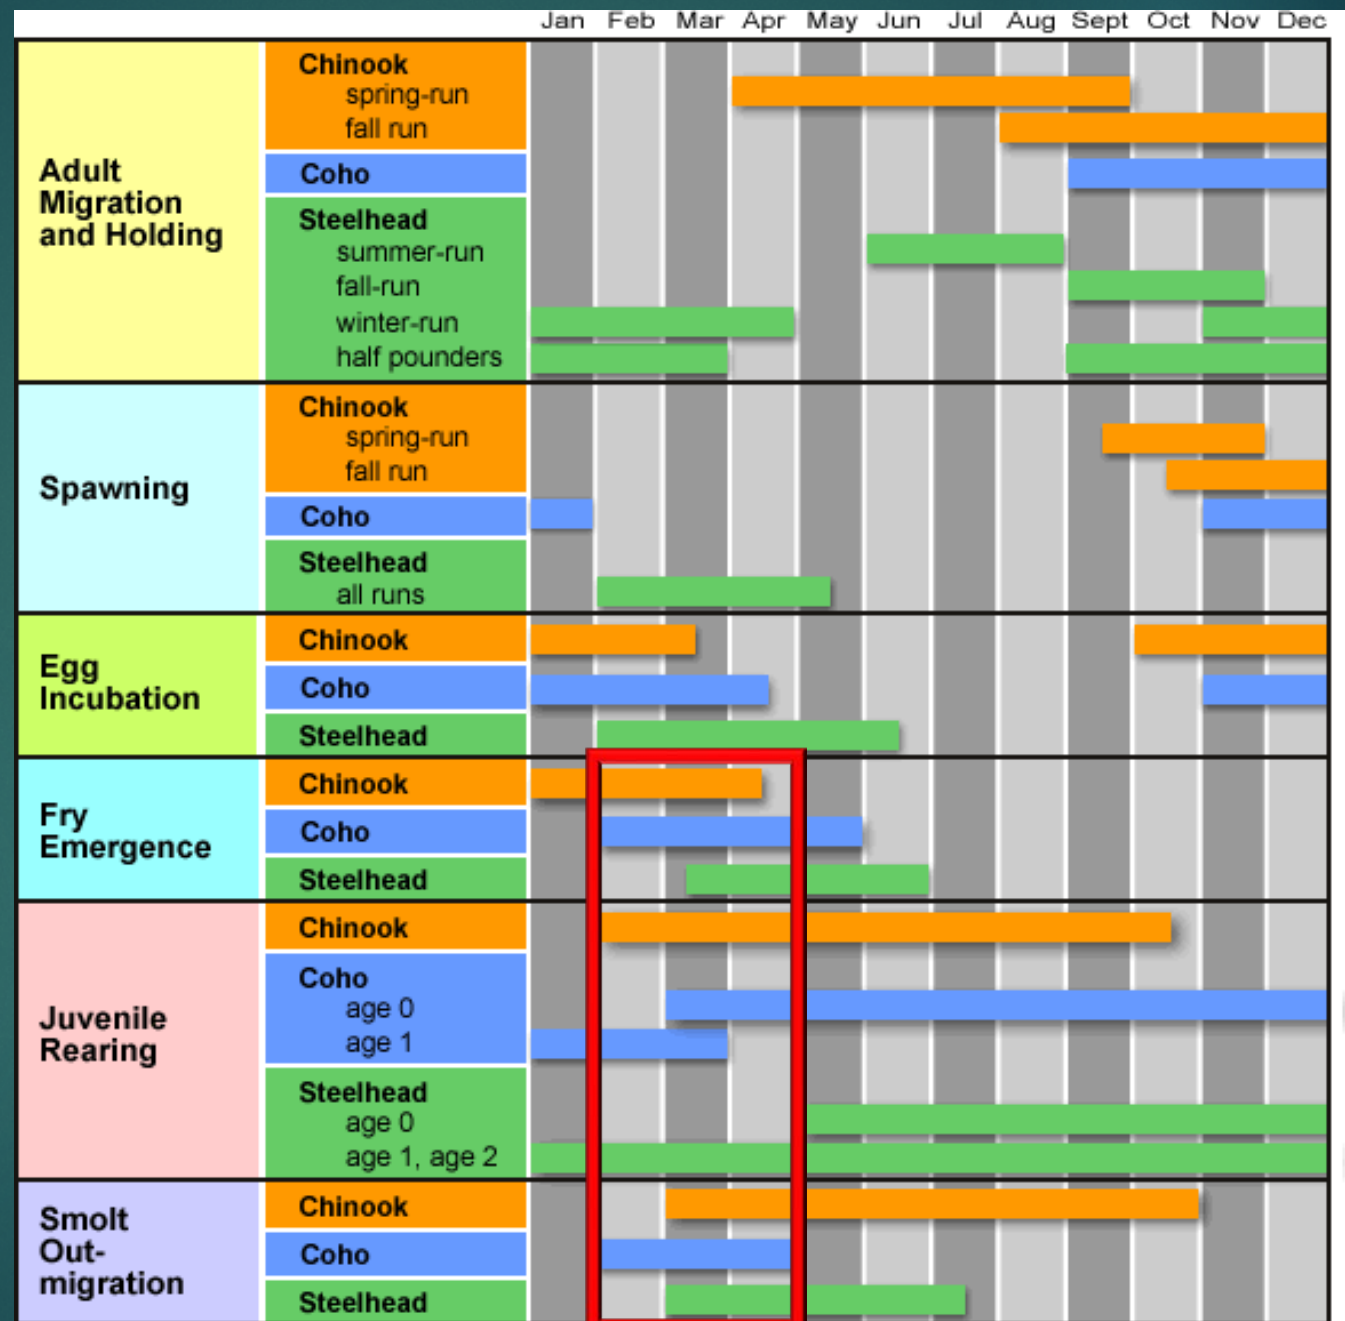 Jan Feb Mar Apr May Jun Jul Aug Sept Oct Nov Dec
Adult
Migration
and Holding
Chinook
spring-run
fall run
Coho
Steelhead
summer-run
fall-run
winter-run
half pounders
Spawning
Chinook
spring-run
fall run
Coho
Steelhead
all runs
Egg
Incubation
Chinook
Coho
Steelhead
Fry
Emergence
Chinook
Coho
Steelhead
Juvenile
Rearing
Chinook
Coho
age 0
age 1
Steelhead
age 0
age 1, age 2
Smolt
Out-
migration
Chinook
Coho
Steelhead